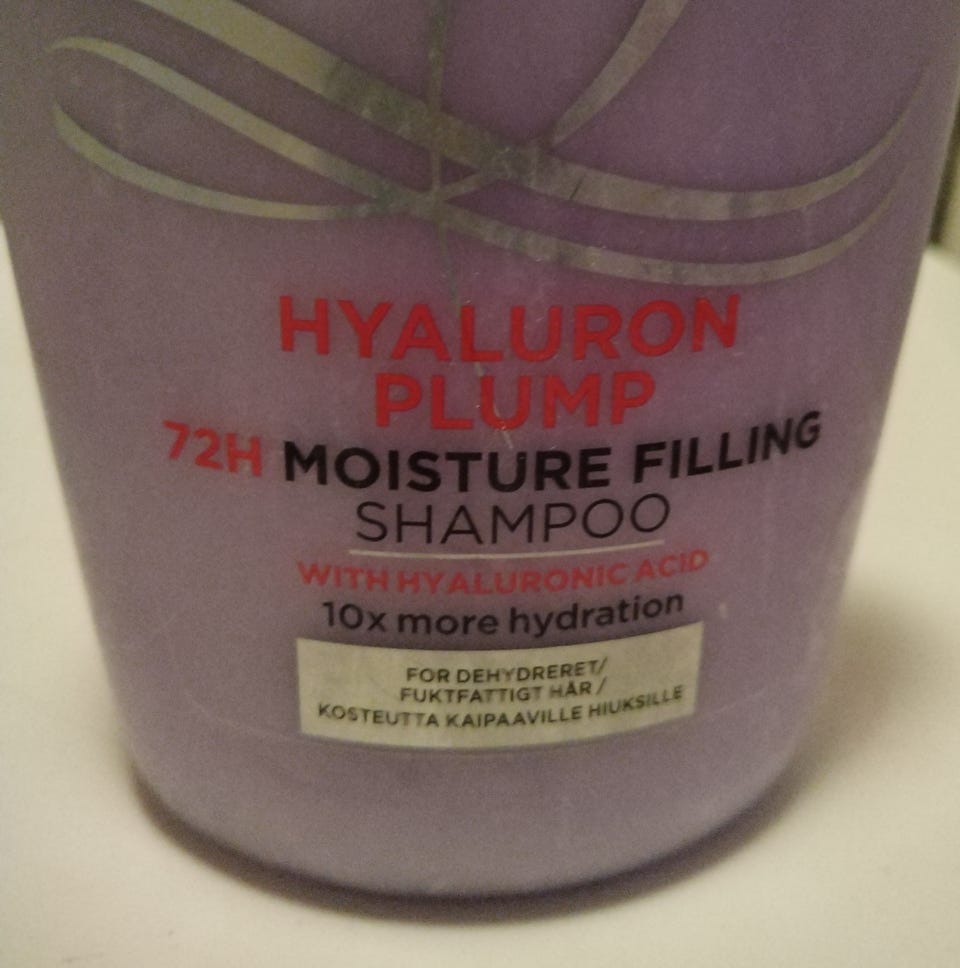 HYALURON
PLUMP
72H MOISTURE FILLING
SHAMPOO
WITH HYALURONIC ACID
10x more hydration
FOR DEHYDRERET/
FUKTFATTIGT HÅR /
KOSTEUTTA KAIPAAVILLE HIUKSILLE